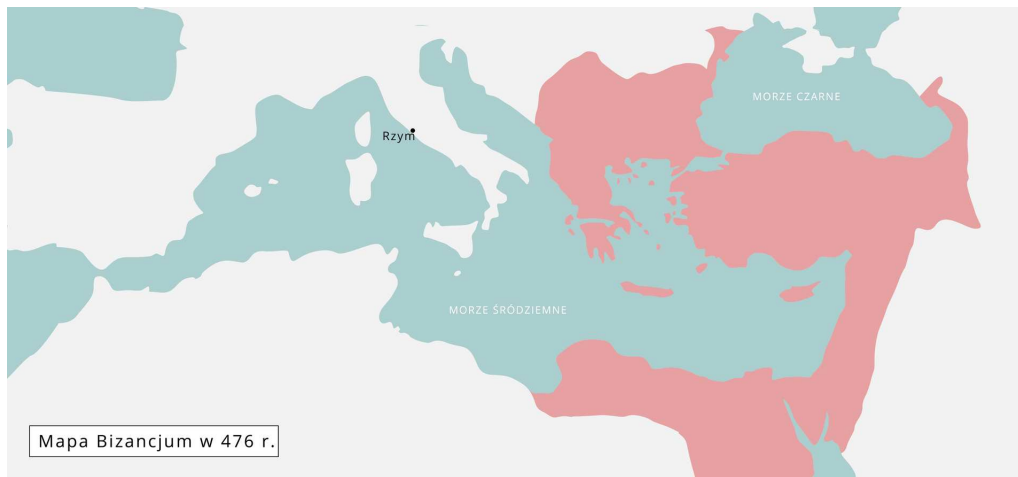 MORZE CZARNE
Rzym
MORZE ŚRÓDZIEMNE
Mapa Bizancjum w 476 r.